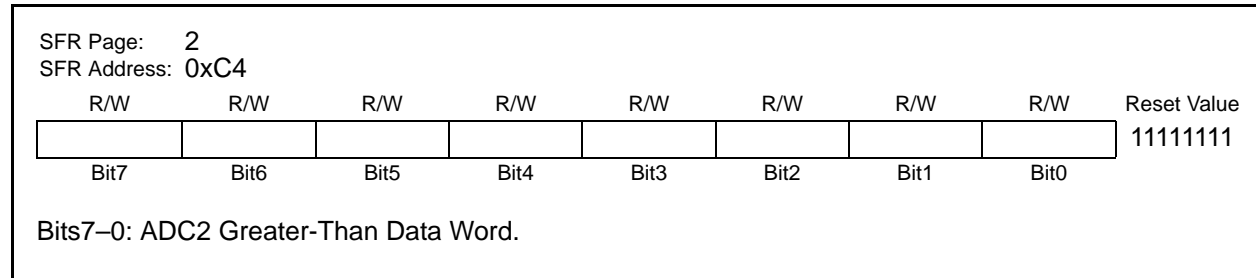 SFR Page: 2
SFR Address: 0xC4
R/W R/W R/W R/W R/W R/W R/W R/W Reset Value
11111111
Bit7 Bit6 Bit5 Bit4 Bit3 Bit2 Bit1 Bit0
Bits7–0: ADC2 Greater-Than Data Word.